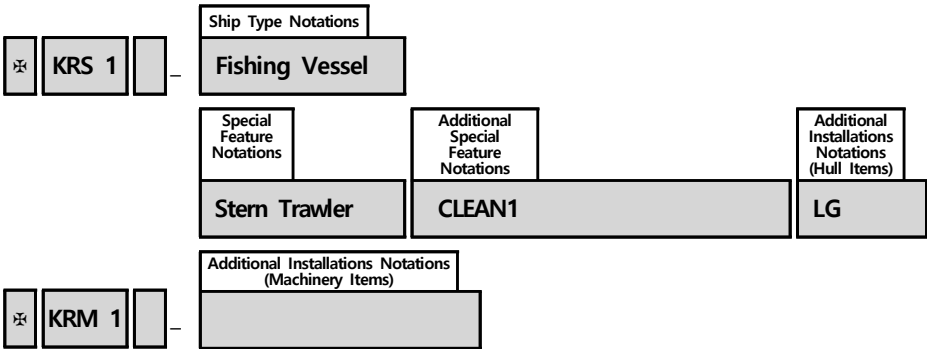 Ship Type Notations
✠ KRS 1 _ Fishing Vessel
Special
Feature
Notations
Additional
Special
Feature
Notations
Additional
Installations
Notations
(Hull Items)
Stern Trawler CLEAN1 LG
Additional Installations Notations
(Machinery Items)
✠ KRM 1 _